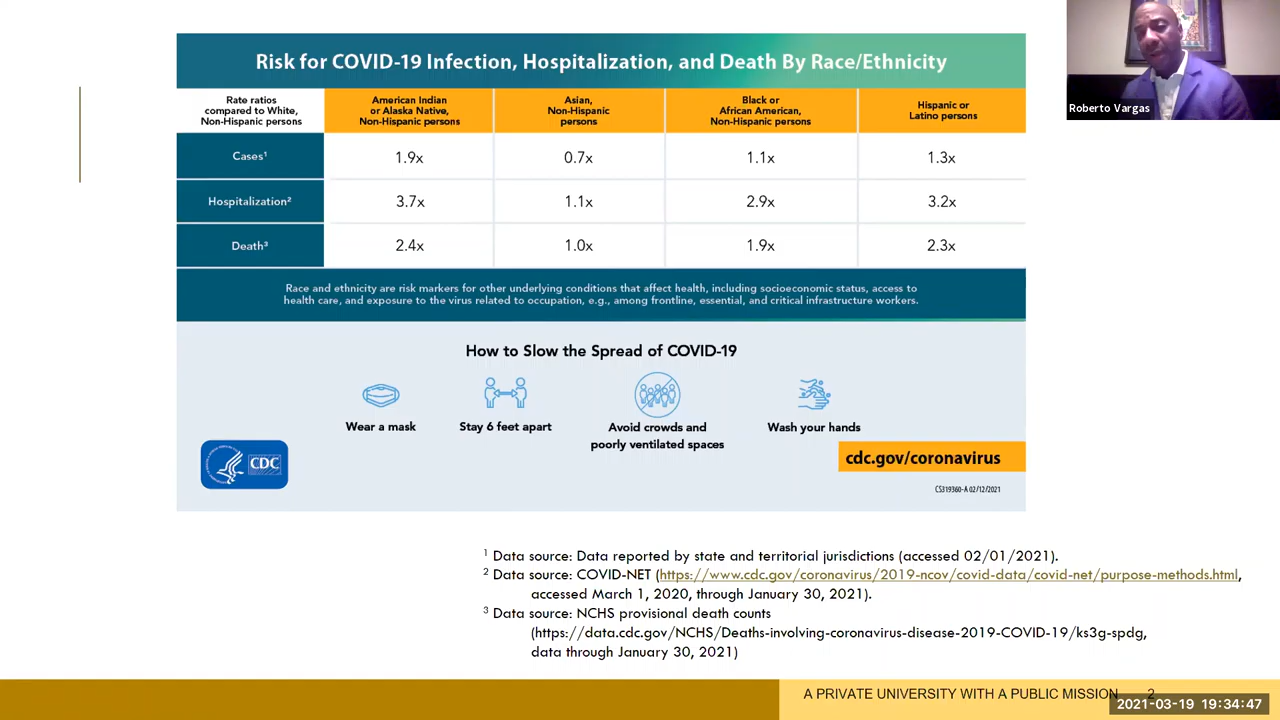 Risk for COVID-19 Infection, Hospitalization, and Death By Race/Ethnicity
Rate ratios
compared to White,
Non-Hispanic persons
American Indian
or Alaska Native,
Non-Hispanic persons
Asian,
Non-Hispanic
persons
Black or
African American,
Non-Hispanic persons
Hispanic or
Latino persons
Cases¹
1.9x
0.7x
1.1x
1.3x
Hospitalization²
3.7x
1.1x
2.9x
3.2x
Death³
2.4x
1.0x
1.9x
2.3x
Race and ethnicity are risk markers for other underlying conditions that affect health, including socioeconomic status, access to
health care, and exposure to the virus related to occupation, e.g., among frontline, essential, and critical infrastructure workers.
How to Slow the Spread of COVID-19
Wear a mask
Stay 6 feet apart
Avoid crowds and
poorly ventilated spaces
Wash your hands
CDC
cdc.gov/coronavirus
CS319360-A 02/12/2021
Roberto Vargas
¹ Data source: Data reported by state and territorial jurisdictions (accessed 02/01/2021).
² Data source: COVID-NET (https://www.cdc.gov/coronavirus/2019-ncov/covid-data/covid-net/purpose-methods.html,
accessed March 1, 2020, through January 30, 2021).
³ Data source: NCHS provisional death counts
(https://data.cdc.gov/NCHS/Deaths-involving-coronavirus-disease-2019-COVID-19/ks3g-spdg,
data through January 30, 2021)
A PRIVATE UNIVERSITY WITH A PUBLIC MISSION
2
2021-03-19 19:34:47